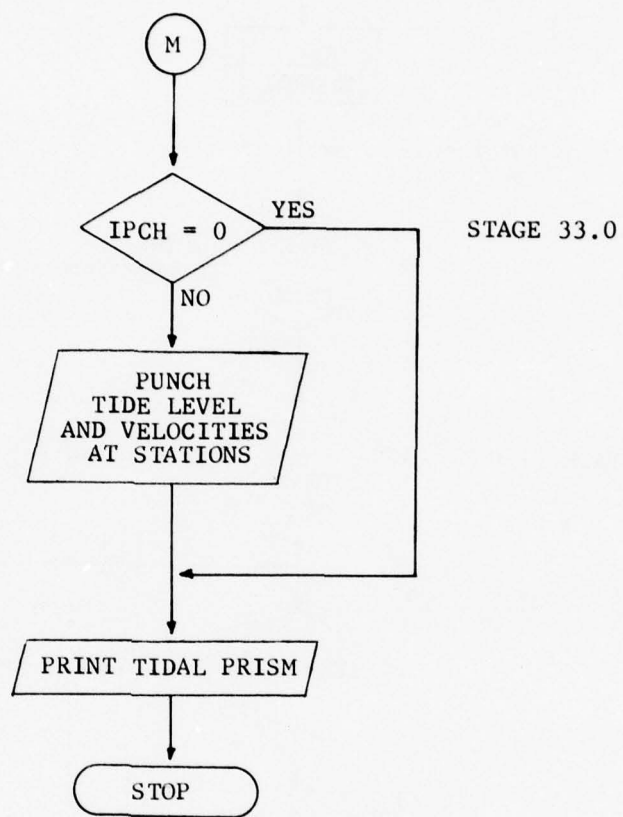 M
IPCH = 0
YES
STAGE 33.0
NO
PUNCH
TIDE LEVEL
AND VELOCITIES
AT STATIONS
PRINT TIDAL PRISM
STOP